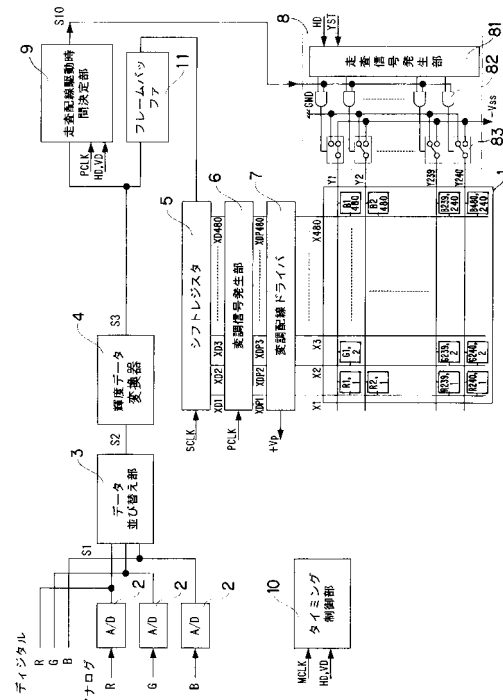 ディジタル
R
G
B
ナログ
R
G
B
A/D
A/D
A/D
2
2
2
S1
3
データ
並び替え部
S2
4
輝度データ
変換器
S3
9
走査配線駆動時
間決定部
PCLK
HD,VD
S10
11
フレームバッ
ファ
5
シフトレジスタ
SCLK
XD1
XD2
XD3
XD480
6
変調信号発生部
PCLK
XDP1
XDP2
XDP3
XDP480
7
変調配線ドライバ
+Vp
X1
X2
X3
X480
8
HD
YST
81
走査信号発生部
82
GND
-Vss
83
Y1
Y2
Y239
Y240
1
R1,
1
G1,
2
B1
480
R2,
1
B2
480
R239,
1
G239,
2
B239,
240
G240,
1
G240,
2
B480,
240
10
タイミング
制御部
MCLK
HD,VD